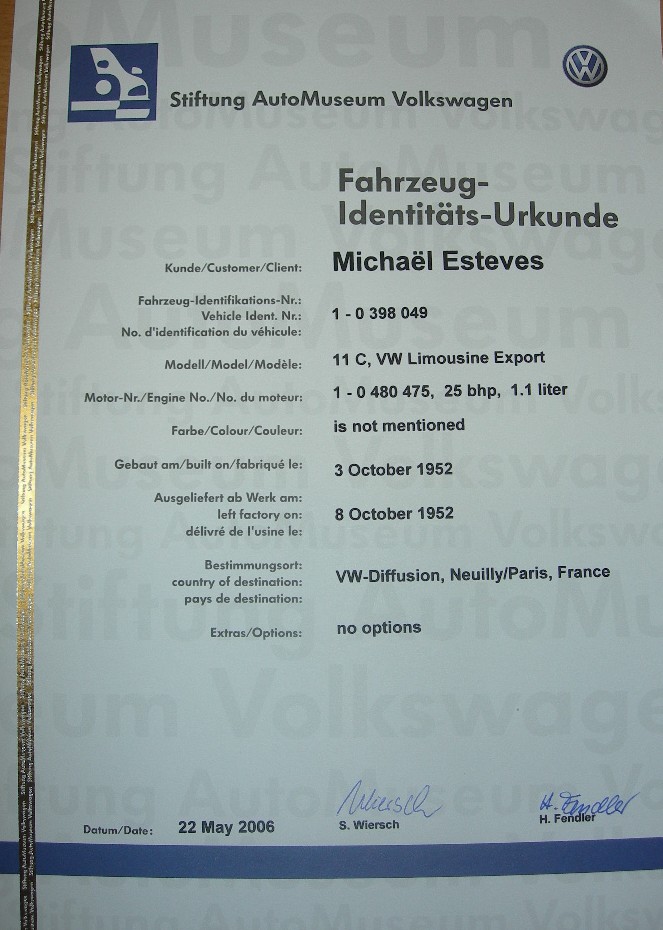 Stiftung AutoMuseum Volkswagen
Fahrzeug-
Identitäts-Urkunde
Kunde/Customer/Client: Michaël Esteves
Fahrzeug-Identifikations-Nr.:
Vehicle Ident. Nr.: 1 - 0 398 049
No. d'identification du véhicule:
Modell/Model/Modèle: 11 C, VW Limousine Export
Motor-Nr./Engine No./No. du moteur: 1 - 0 480 475, 25 bhp, 1.1 liter
Farbe/Colour/Couleur: is not mentioned
Gebaut am/built on/fabriqué le: 3 October 1952
Ausgeliefert ab Werk am:
left factory on: 8 October 1952
délivré de l'usine le:
Bestimmungsort:
country of destination: VW-Diffusion, Neuilly/Paris, France
pays de destination:
Extras/Options: no options
Datum/Date: 22 May 2006
S. Wiersch
H. Fendler
H. Fendler